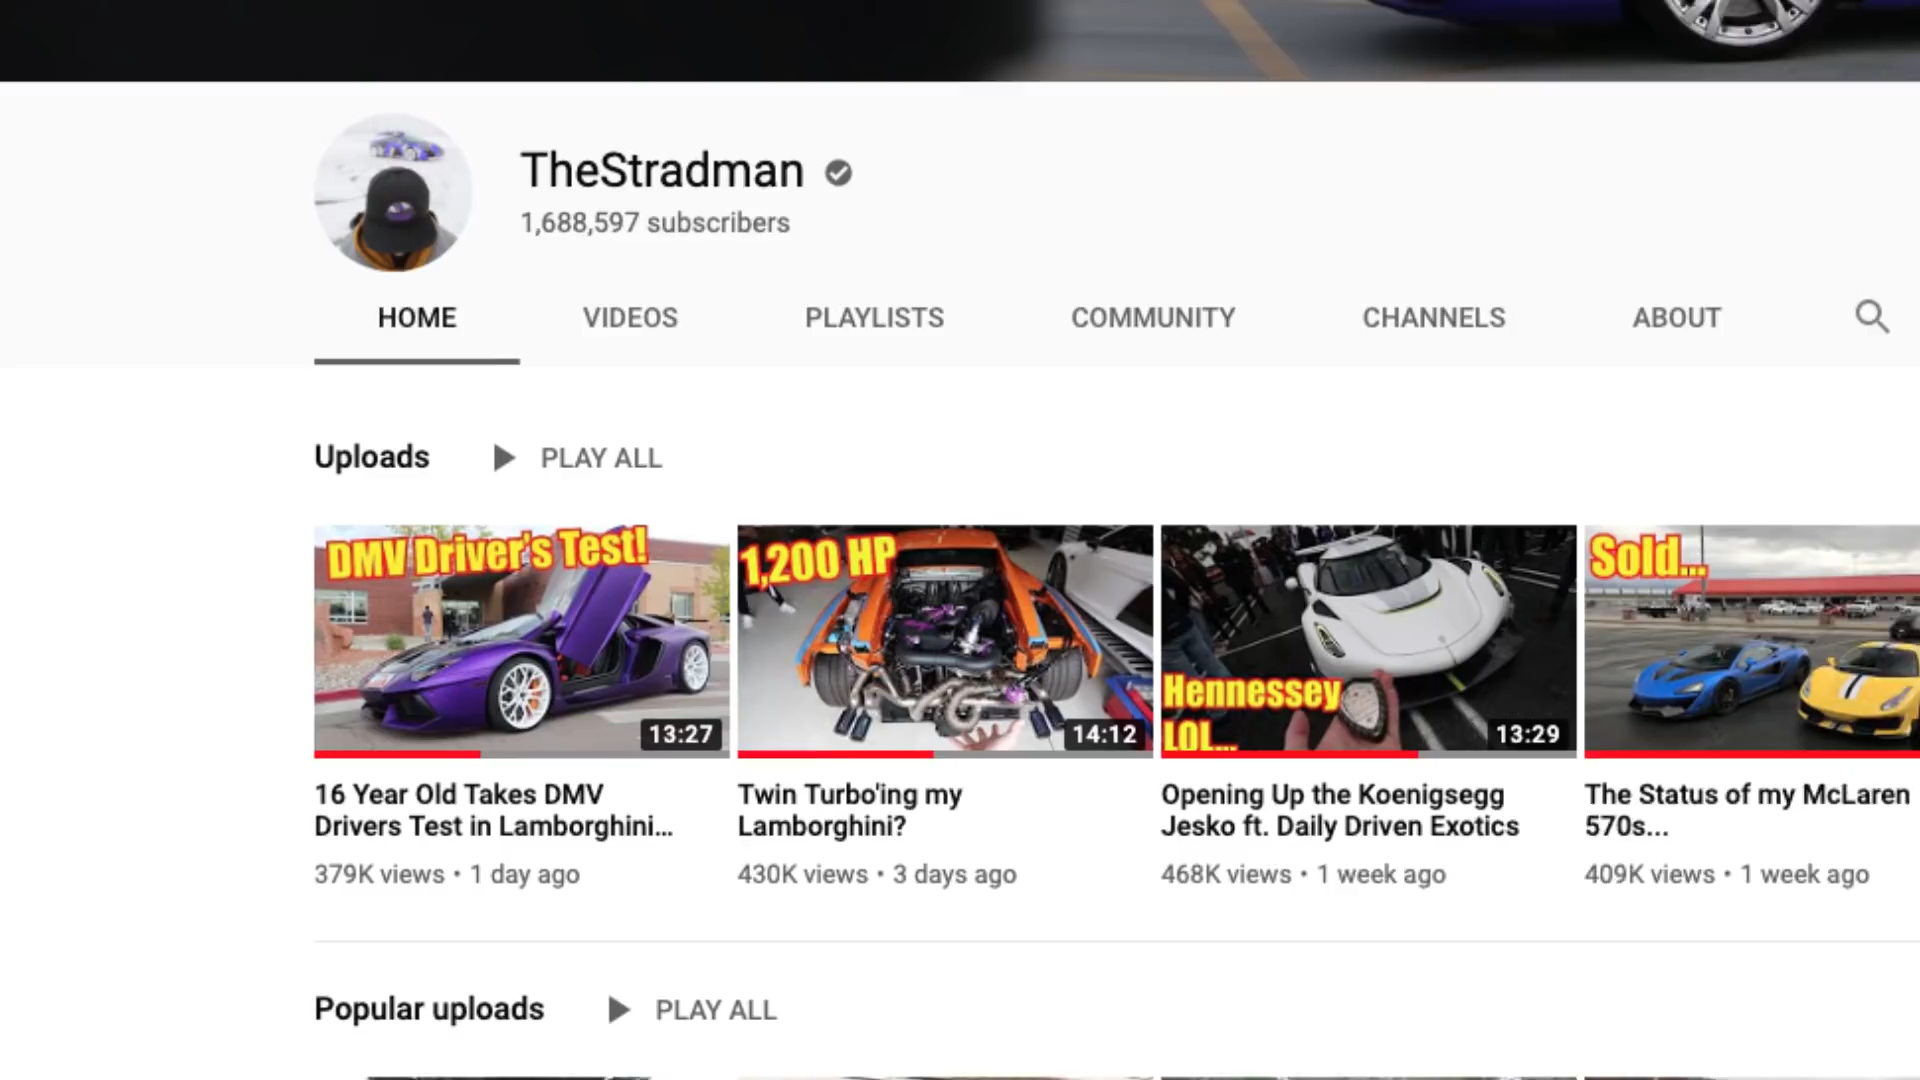 TheStradman
1,688,597 subscribers
HOME VIDEOS PLAYLISTS COMMUNITY CHANNELS ABOUT
Uploads PLAY ALL
DMV Driver's Test!
13:27
1,200 HP
14:12
Hennessey
LOL...
13:29
Sold...
16 Year Old Takes DMV
Drivers Test in Lamborghini...
379K views • 1 day ago
Twin Turbo'ing my
Lamborghini?
430K views • 3 days ago
Opening Up the Koenigsegg
Jesko ft. Daily Driven Exotics
468K views • 1 week ago
The Status of my McLaren
570s...
409K views • 1 week ago
Popular uploads PLAY ALL